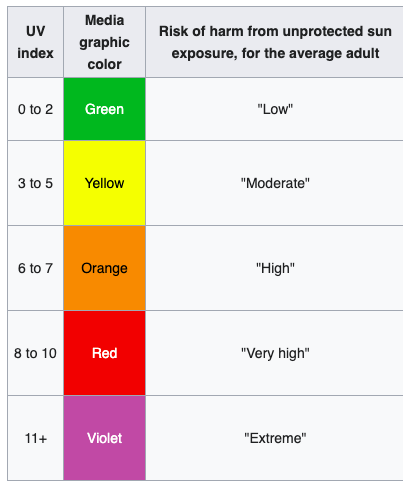 UV
index
Media
graphic
color
Risk of harm from unprotected sun
exposure, for the average adult
0 to 2
Green
"Low"
3 to 5
Yellow
"Moderate"
6 to 7
Orange
"High"
8 to 10
Red
"Very high"
11+
Violet
"Extreme"